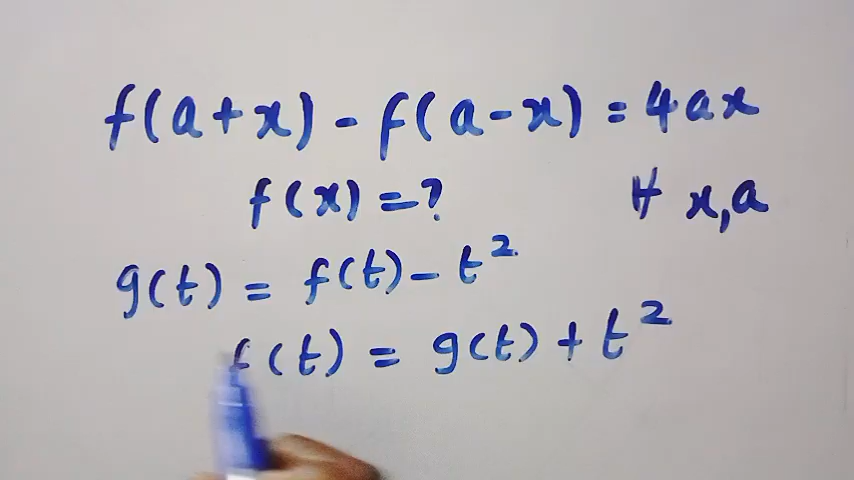 f(a+x) - f(a-x) = 4ax
f(x) = ? ∀ x,a
g(t) = f(t) - t²
f(t) = g(t) + t²